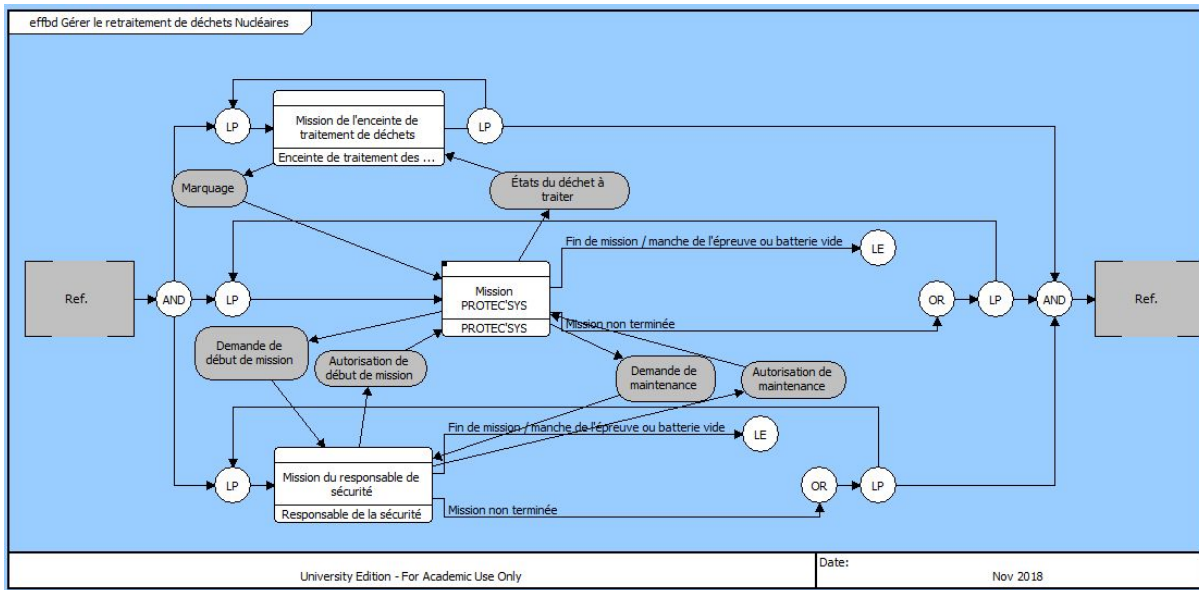 effbd Gérer le retraitement de déchets Nucléaires
LP
Mission de l'enceinte de
traitement de déchets
Enceinte de traitement des ...
LP
Marquage
États du déchet à
traiter
Fin de mission / manche de l'épreuve ou batterie vide
LE
Ref.
AND
LP
Mission
PROTEC'SYS
PROTEC'SYS
Mission non terminée
OR
LP
AND
Ref.
Demande de
début de mission
Autorisation de
début de mission
Demande de
maintenance
Autorisation de
maintenance
Fin de mission / manche de l'épreuve ou batterie vide
LE
LP
Mission du responsable de
sécurité
Responsable de la sécurité
Mission non terminée
OR
LP
University Edition - For Academic Use Only
Date:
Nov 2018